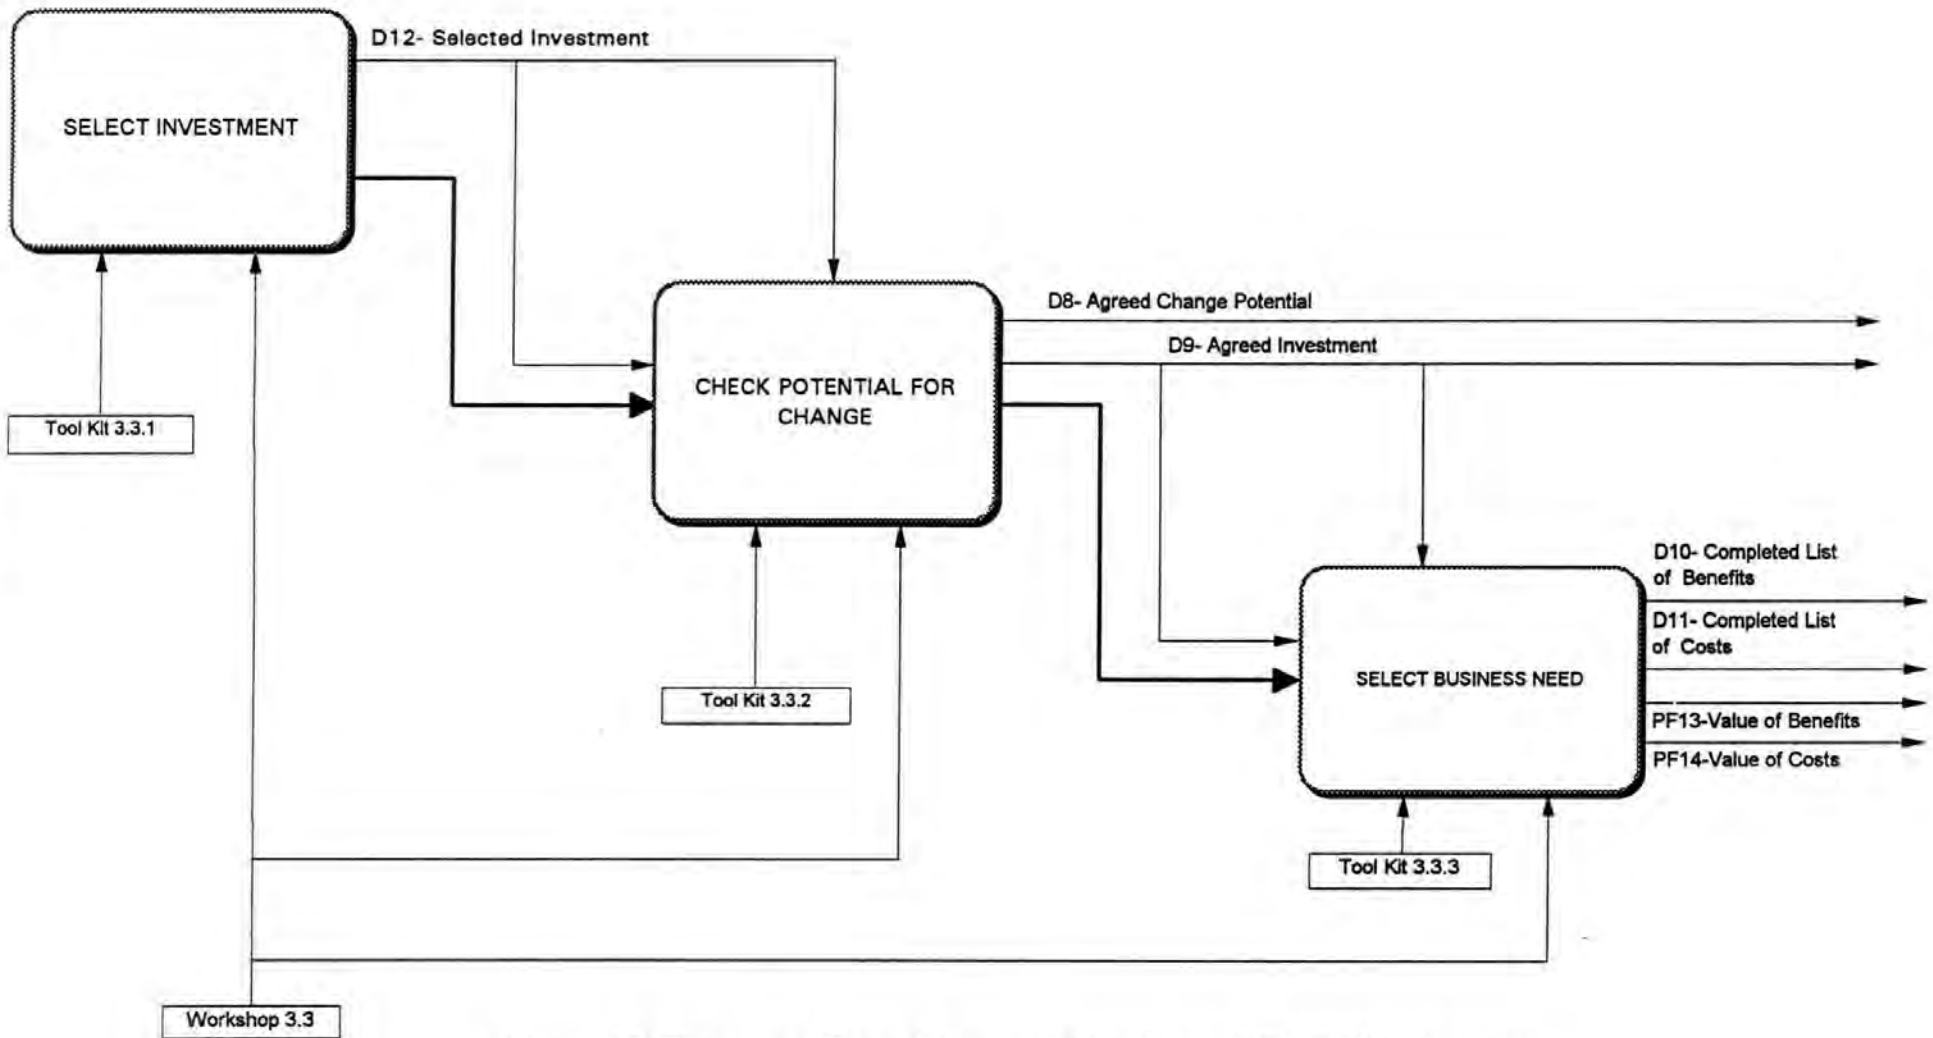 D12- Selected Investment
SELECT INVESTMENT
D8- Agreed Change Potential
D9- Agreed Investment
CHECK POTENTIAL FOR
CHANGE
Tool Kit 3.3.1
D10- Completed List
of Benefits
D11- Completed List
of Costs
SELECT BUSINESS NEED
Tool Kit 3.3.2
PF13-Value of Benefits
PF14-Value of Costs
Tool Kit 3.3.3
Workshop 3.3